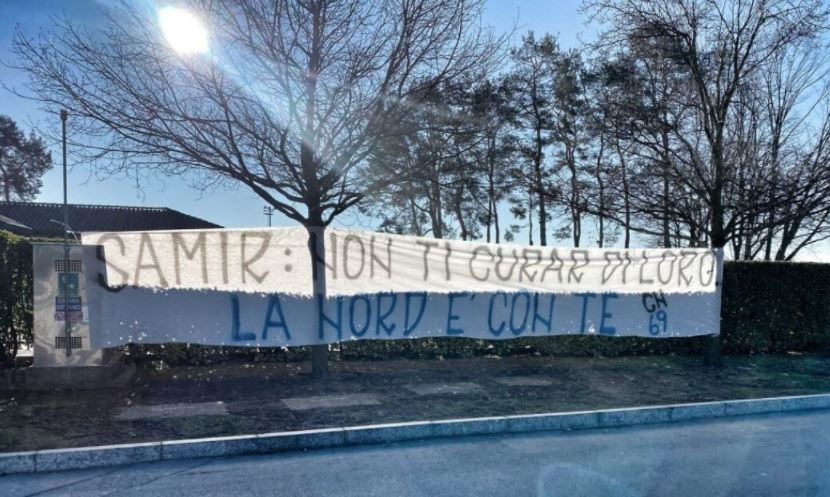 SAMIR: NON TI CURAR DI LORO.
LA NORD E' CON TE
CN
69